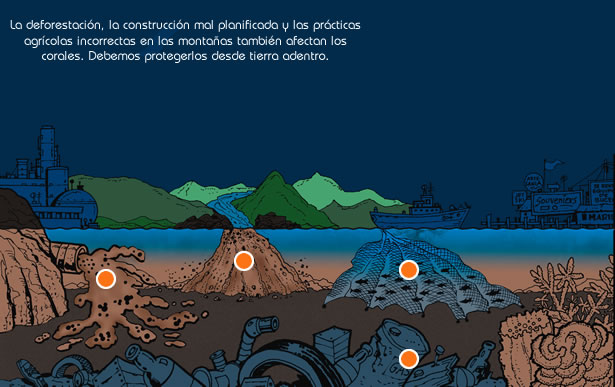 La deforestación, la construcción mal planificada y las prácticas
agrícolas incorrectas en las montañas también afectan los
corales. Debemos protegerlos desde tierra adentro.
Souvenirs